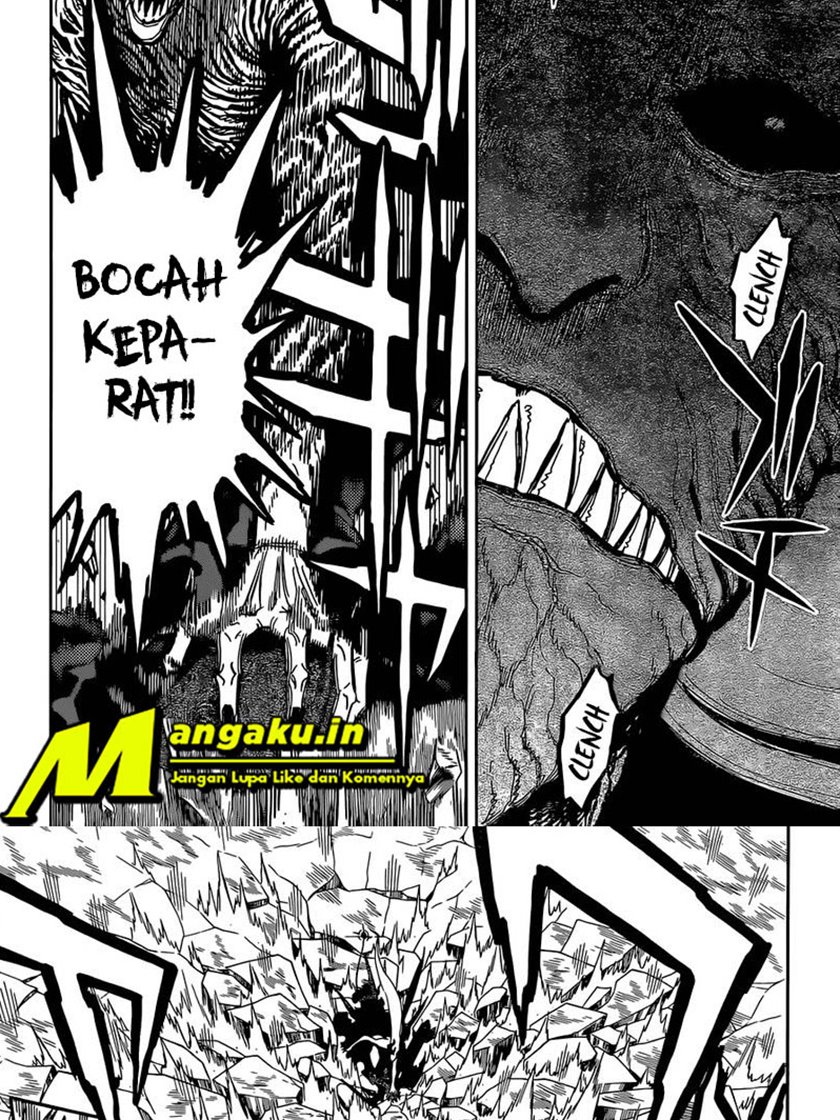 CLENCH
CLENCH
BOCAH
KEPA-
RAT!!
Mangaku.in
Jangan Lupa Like dan Komennya